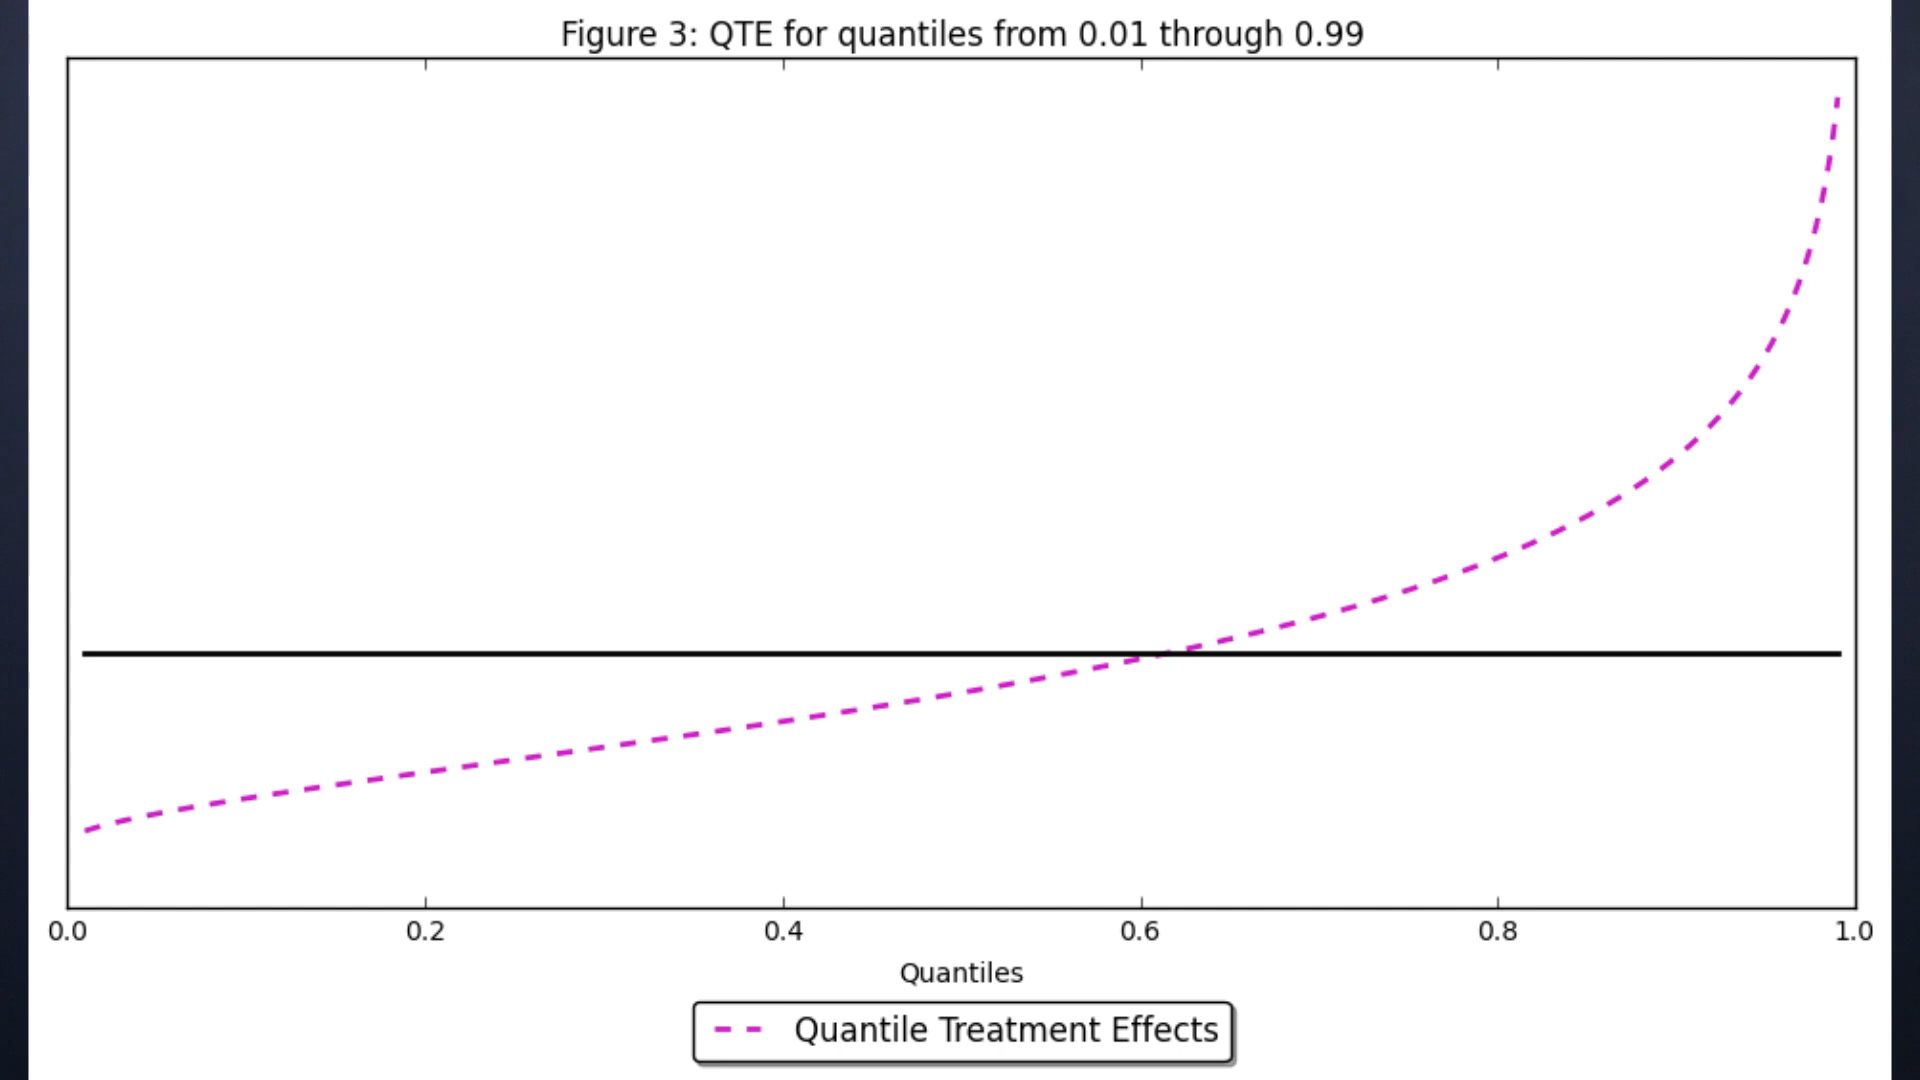 Figure 3: QTE for quantiles from 0.01 through 0.99
0.0 0.2 0.4 0.6 0.8 1.0
Quantiles
Quantile Treatment Effects